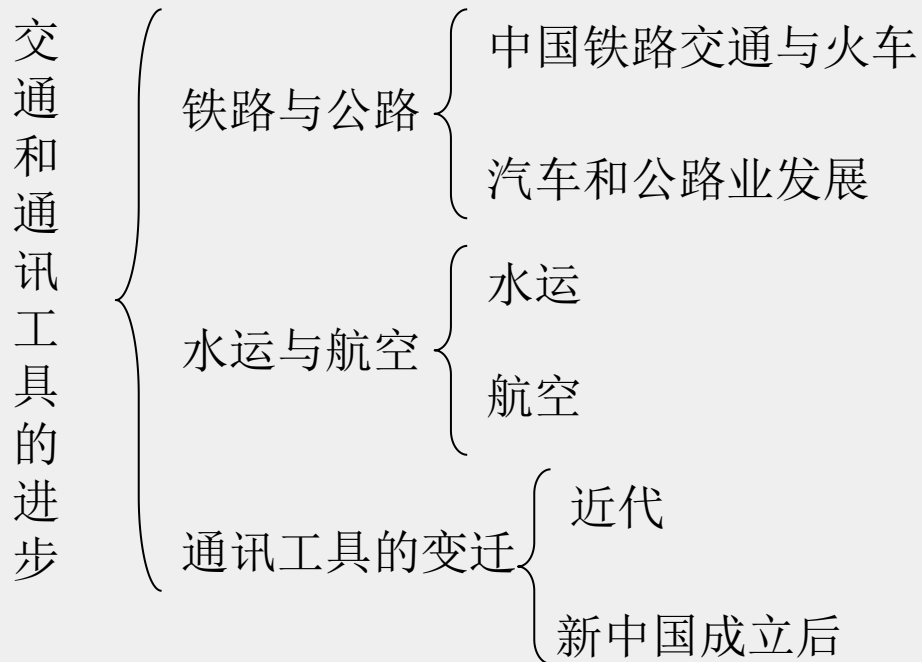 交通和通讯工具的进步
铁路与公路
中国铁路交通与火车
汽车和公路业发展
水运与航空
水运
航空
通讯工具的变迁
近代
新中国成立后